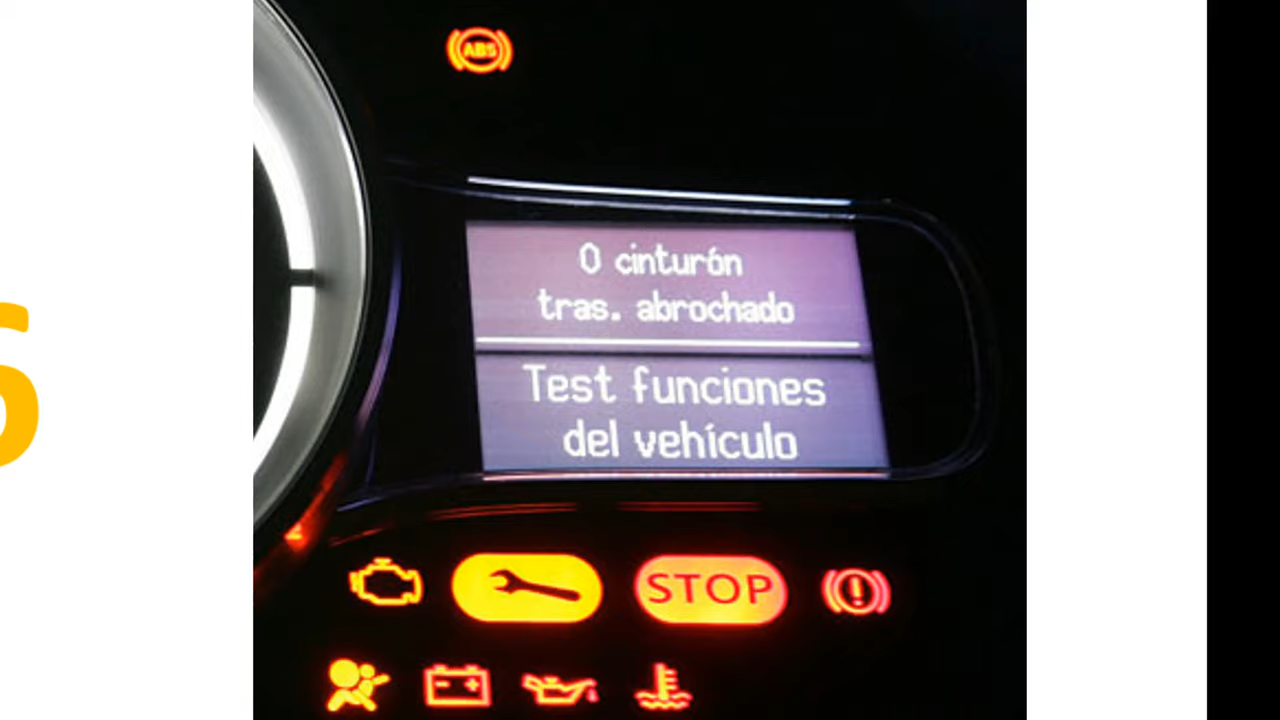 ABS
0 cinturón
tras. abrochado
Test funciones
del vehículo
STOP